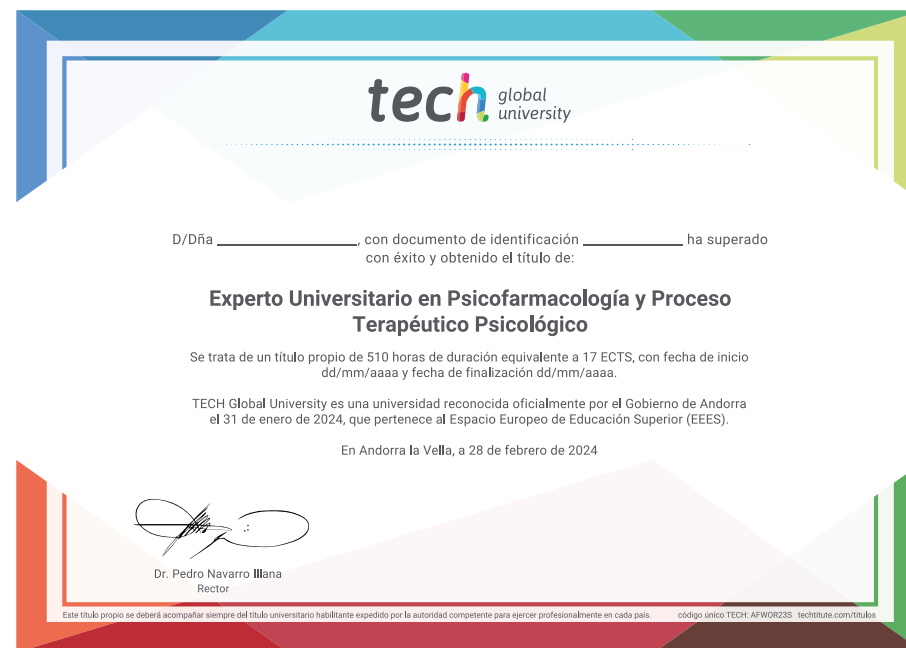 tech global university
D/Dña ____________________, con documento de identificación ______________ ha superado
con éxito y obtenido el título de:
Experto Universitario en Psicofarmacología y Proceso
Terapéutico Psicológico
Se trata de un título propio de 510 horas de duración equivalente a 17 ECTS, con fecha de inicio
dd/mm/aaaa y fecha de finalización dd/mm/aaaa.
TECH Global University es una universidad reconocida oficialmente por el Gobierno de Andorra
el 31 de enero de 2024, que pertenece al Espacio Europeo de Educación Superior (EEES).
En Andorra la Vella, a 28 de febrero de 2024
Dr. Pedro Navarro Illana
Rector
Este título propio se deberá acompañar siempre del título universitario habilitante expedido por la autoridad competente para ejercer profesionalmente en cada país. código único TECH: AFWOR23S techtitute.com/titulos